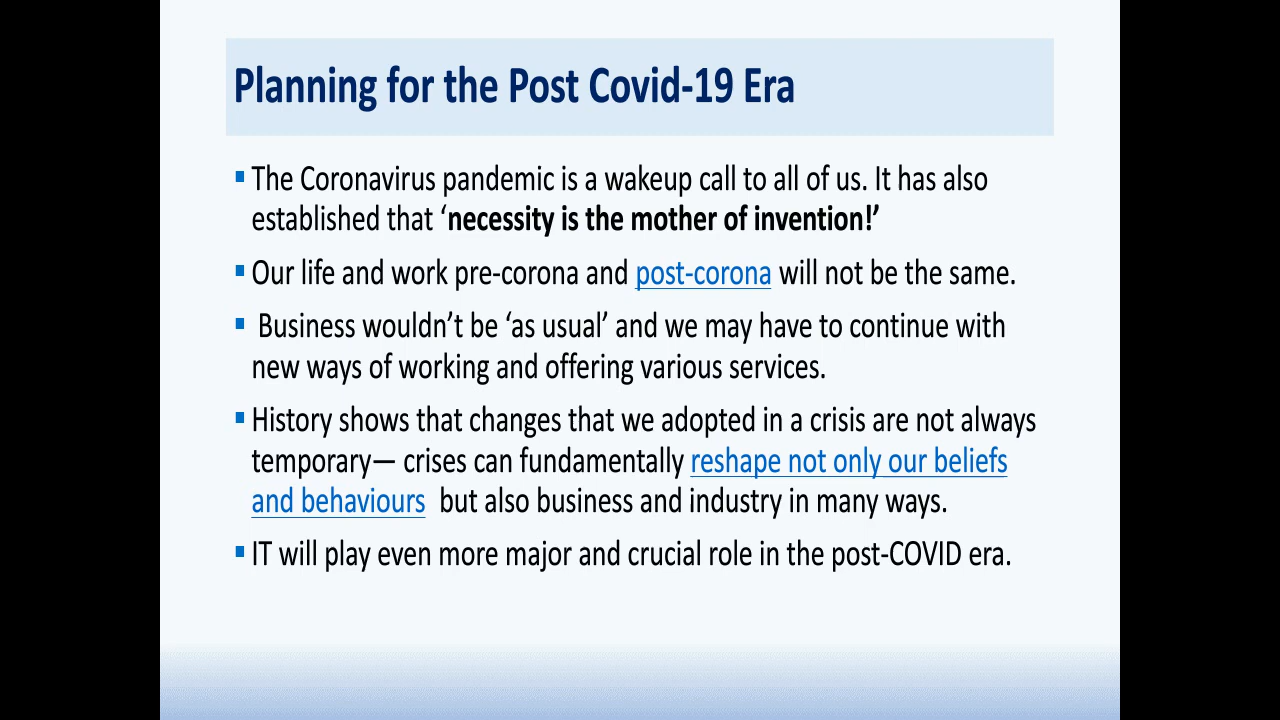 Planning for the Post Covid-19 Era
▪ The Coronavirus pandemic is a wakeup call to all of us. It has also
established that ‘necessity is the mother of invention!’
▪ Our life and work pre-corona and post-corona will not be the same.
▪ Business wouldn’t be ‘as usual’ and we may have to continue with
new ways of working and offering various services.
▪ History shows that changes that we adopted in a crisis are not always
temporary— crises can fundamentally reshape not only our beliefs
and behaviours but also business and industry in many ways.
▪ IT will play even more major and crucial role in the post-COVID era.